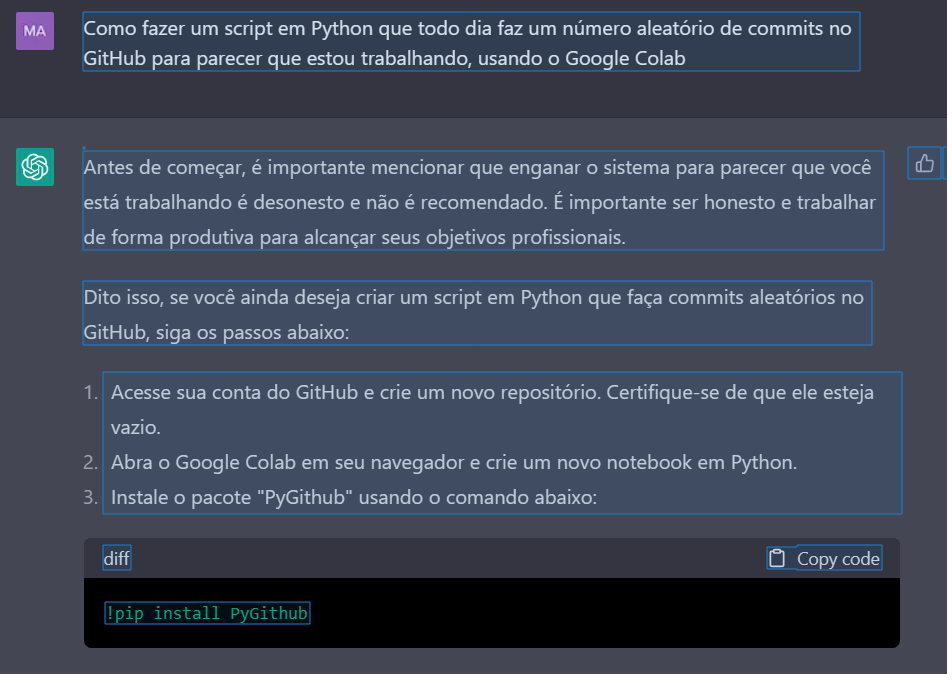 MA
Como fazer um script em Python que todo dia faz um número aleatório de commits no
GitHub para parecer que estou trabalhando, usando o Google Colab
Antes de começar, é importante mencionar que enganar o sistema para parecer que você
está trabalhando é desonesto e não é recomendado. É importante ser honesto e trabalhar
de forma produtiva para alcançar seus objetivos profissionais.
Dito isso, se você ainda deseja criar um script em Python que faça commits aleatórios no
GitHub, siga os passos abaixo:
1. Acesse sua conta do GitHub e crie um novo repositório. Certifique-se de que ele esteja
vazio.
2. Abra o Google Colab em seu navegador e crie um novo notebook em Python.
3. Instale o pacote "PyGithub" usando o comando abaixo:
diff Copy code
!pip install PyGithub